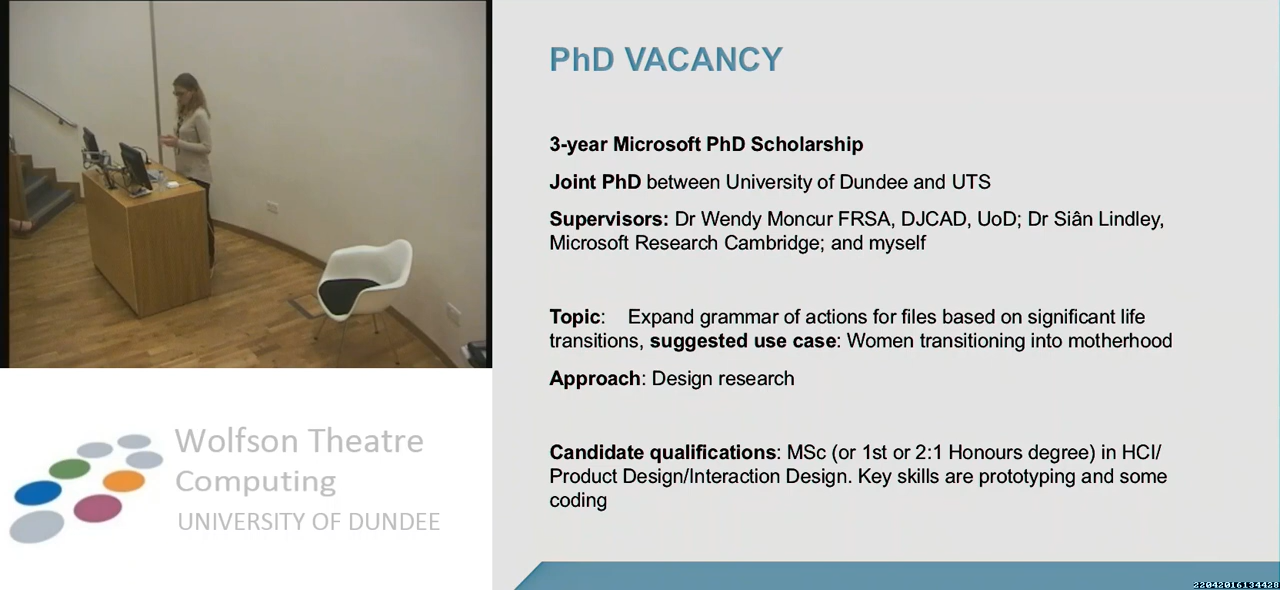 PhD VACANCY
3-year Microsoft PhD Scholarship
Joint PhD between University of Dundee and UTS
Supervisors: Dr Wendy Moncur FRSA, DJCAD, UoD; Dr Siân Lindley,
Microsoft Research Cambridge; and myself
Topic: Expand grammar of actions for files based on significant life
transitions, suggested use case: Women transitioning into motherhood
Approach: Design research
Candidate qualifications: MSc (or 1st or 2:1 Honours degree) in HCI/
Product Design/Interaction Design. Key skills are prototyping and some
coding
Wolfson Theatre
Computing
UNIVERSITY OF DUNDEE
22042016134428